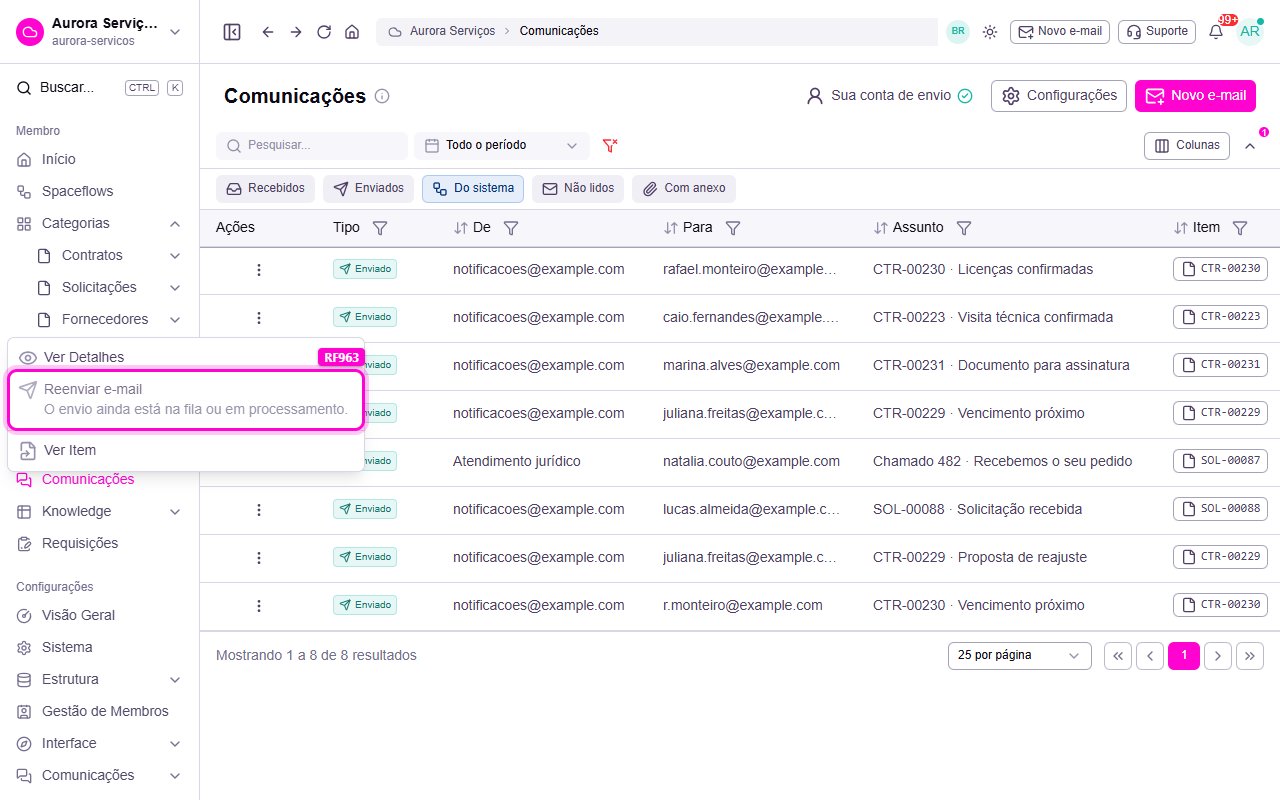 Aurora Serviç...
aurora-servicos
Aurora Serviços > Comunicações
BR
Novo e-mail
Suporte
99+
AR
Buscar...
CTRL K
Comunicações
Sua conta de envio
Configurações
Novo e-mail
Membro
Início
Spaceflows
Categorias
Contratos
Solicitações
Fornecedores
Pesquisar...
Todo o período
Colunas
1
Recebidos
Enviados
Do sistema
Não lidos
Com anexo
Ações Tipo De Para Assunto Item
Enviado notificacoes@example.com rafael.monteiro@example... CTR-00230 · Licenças confirmadas CTR-00230
Enviado notificacoes@example.com caio.fernandes@example.... CTR-00223 · Visita técnica confirmada CTR-00223
Ver Detalhes
RF963
Reenviar e-mail
O envio ainda está na fila ou em processamento.
Ver Item
notificacoes@example.com marina.alves@example.com CTR-00231 · Documento para assinatura CTR-00231
notificacoes@example.com juliana.freitas@example.c... CTR-00229 · Vencimento próximo CTR-00229
Atendimento jurídico natalia.couto@example.com Chamado 482 · Recebemos o seu pedido SOL-00087
Enviado notificacoes@example.com lucas.almeida@example.c... SOL-00088 · Solicitação recebida SOL-00088
Enviado notificacoes@example.com juliana.freitas@example.c... CTR-00229 · Proposta de reajuste CTR-00229
Enviado notificacoes@example.com r.monteiro@example.com CTR-00230 · Vencimento próximo CTR-00230
Comunicações
Knowledge
Requisições
Configurações
Visão Geral
Sistema
Estrutura
Gestão de Membros
Interface
Comunicações
Mostrando 1 a 8 de 8 resultados
25 por página
1